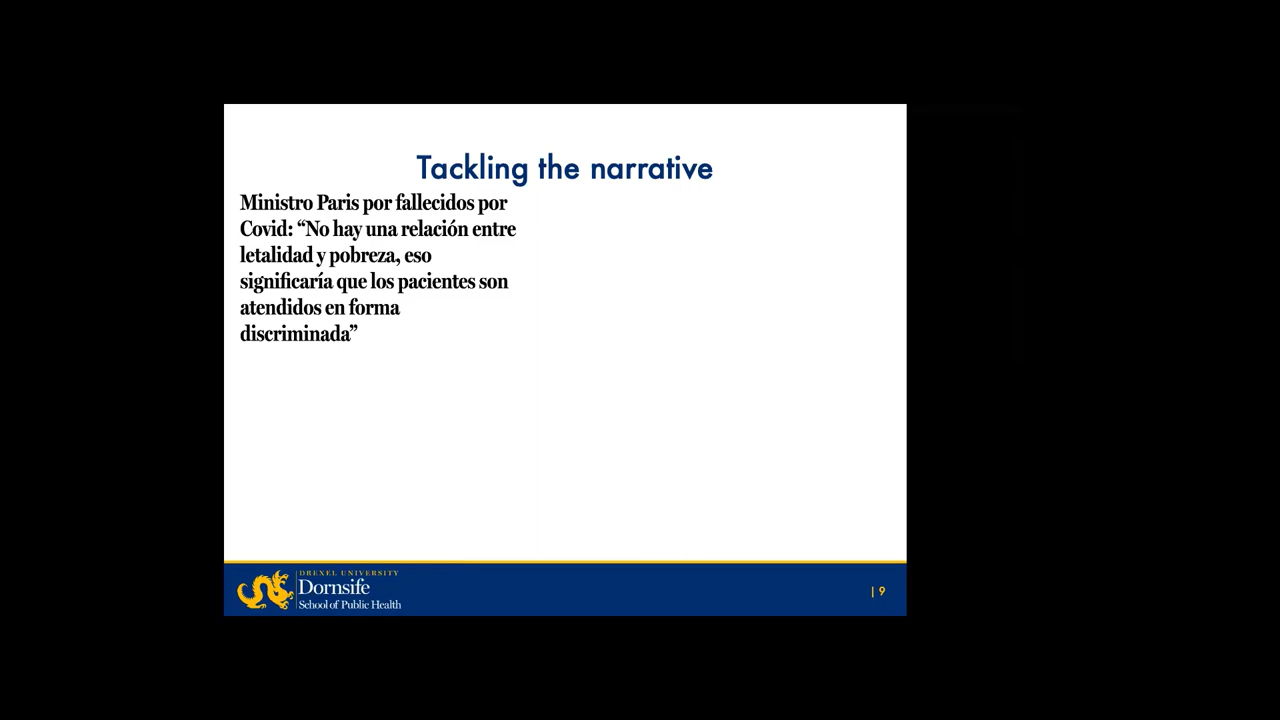 Tackling the narrative
Ministro Paris por fallecidos por
Covid: “No hay una relación entre
letalidad y pobreza, eso
significaría que los pacientes son
atendidos en forma
discriminada”
DREXEL UNIVERSITY
Dornsife
School of Public Health
| 9